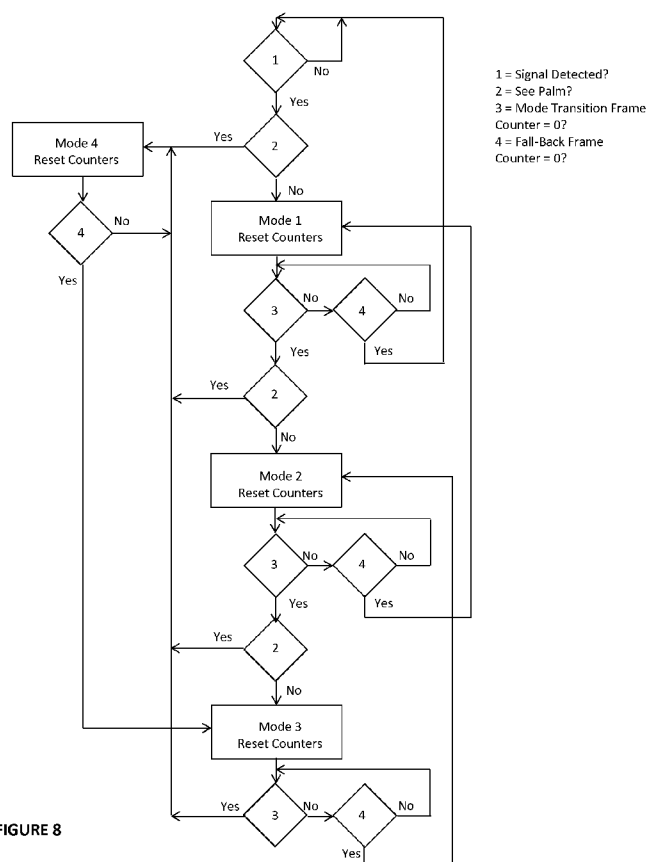 1
No
Yes
1 = Signal Detected?
2 = See Palm?
3 = Mode Transition Frame
Counter = 0?
4 = Fall-Back Frame
Counter = 0?
Mode 4
Reset Counters
Yes
2
No
4
No
Yes
Mode 1
Reset Counters
3
No
4
No
Yes
Yes
Yes
2
No
Mode 2
Reset Counters
3
No
4
No
Yes
Yes
Yes
2
No
Mode 3
Reset Counters
Yes
3
No
4
No
Yes
FIGURE 8